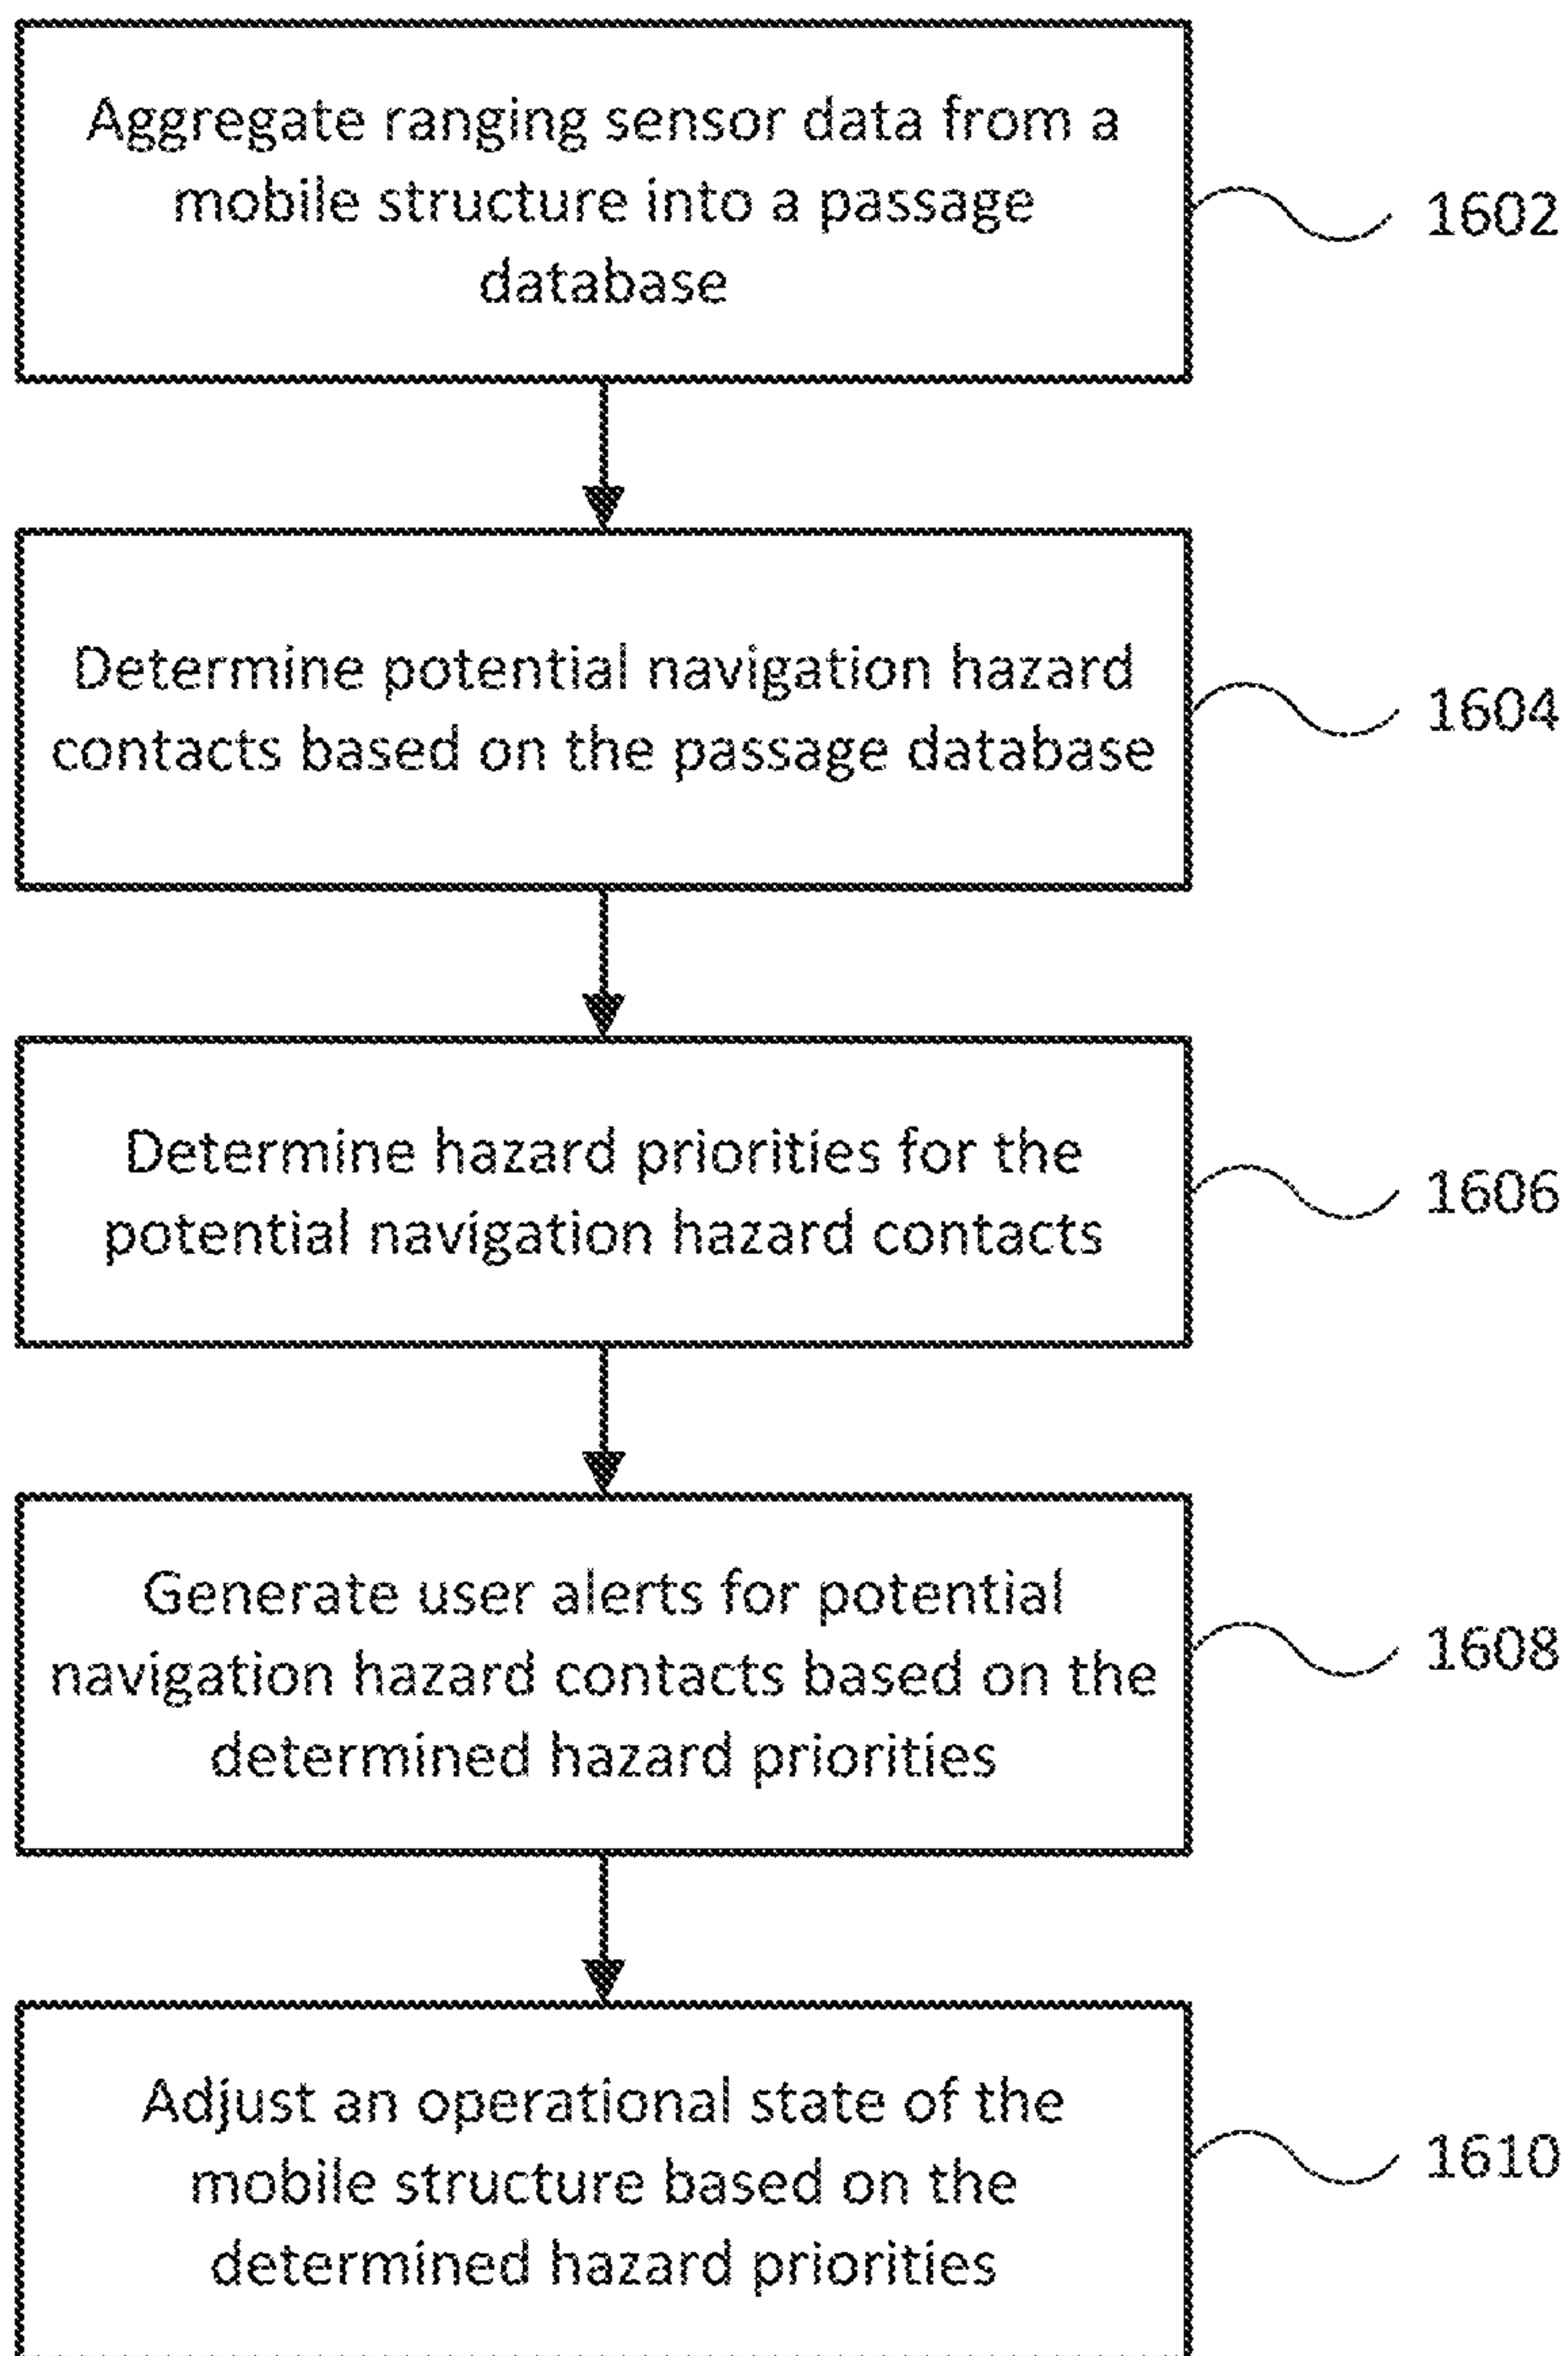 Aggregate ranging sensor data from a
mobile structure into a passage
database
1602
Determine potential navigation hazard
contacts based on the passage database
1604
Determine hazard priorities for the
potential navigation hazard contacts
1606
Generate user alerts for potential
navigation hazard contacts based on the
determined hazard priorities
1608
Adjust an operational state of the
mobile structure based on the
determined hazard priorities
1610